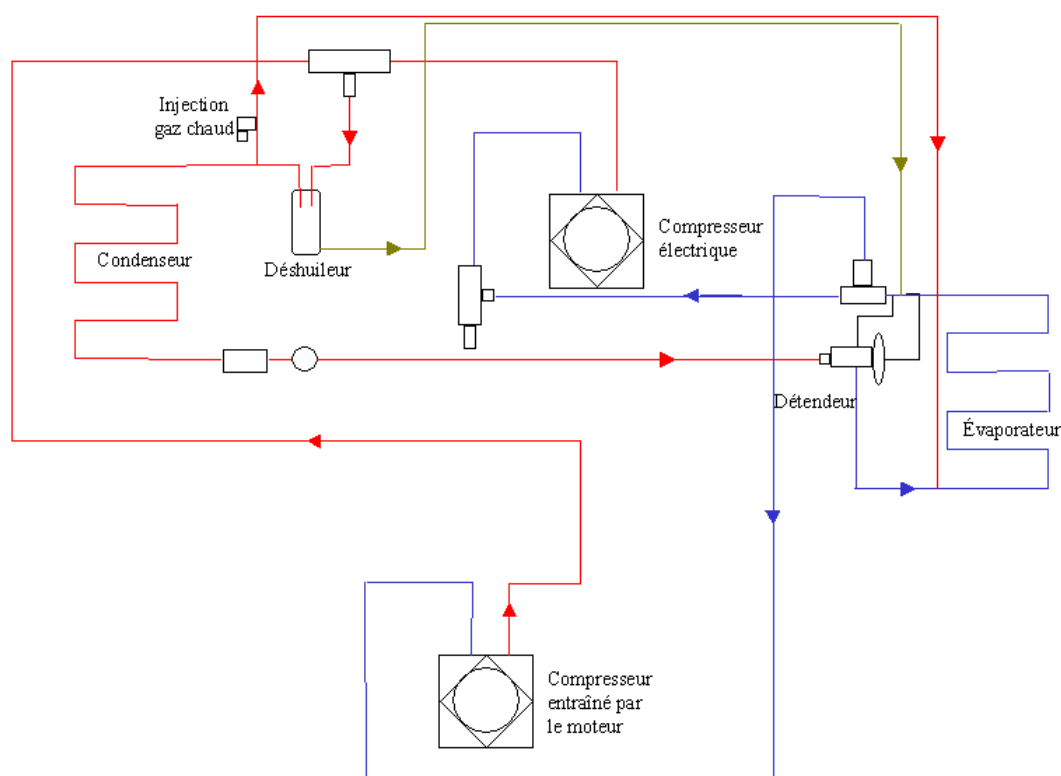 Injection
gaz chaud
Compresseur
électrique
Condenseur
Déshuileur
Détendeur
Évaporateur
Compresseur
entraîné par
le moteur